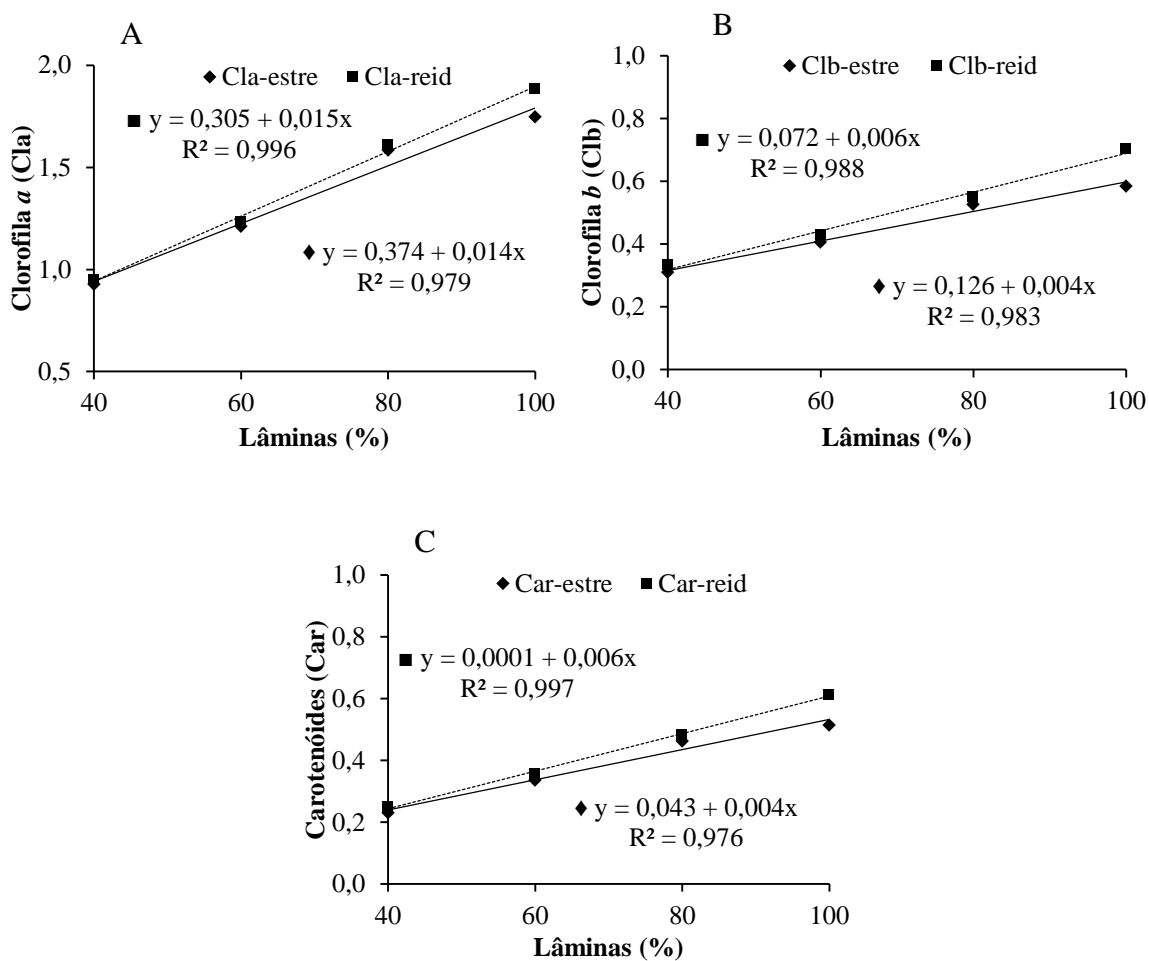 A
Cla-estre Cla-reid
y = 0,305 + 0,015x
R² = 0,996
y = 0,374 + 0,014x
R² = 0,979
Clorofila a (Cla)
2,0
1,5
1,0
0,5
40 60 80 100
Lâminas (%)
B
Clb-estre Clb-reid
y = 0,072 + 0,006x
R² = 0,988
y = 0,126 + 0,004x
R² = 0,983
Clorofila b (Clb)
1,0
0,8
0,6
0,4
0,2
0,0
40 60 80 100
Lâminas (%)
C
Car-estre Car-reid
y = 0,0001 + 0,006x
R² = 0,997
y = 0,043 + 0,004x
R² = 0,976
Carotenóides (Car)
1,0
0,8
0,6
0,4
0,2
0,0
40 60 80 100
Lâminas (%)